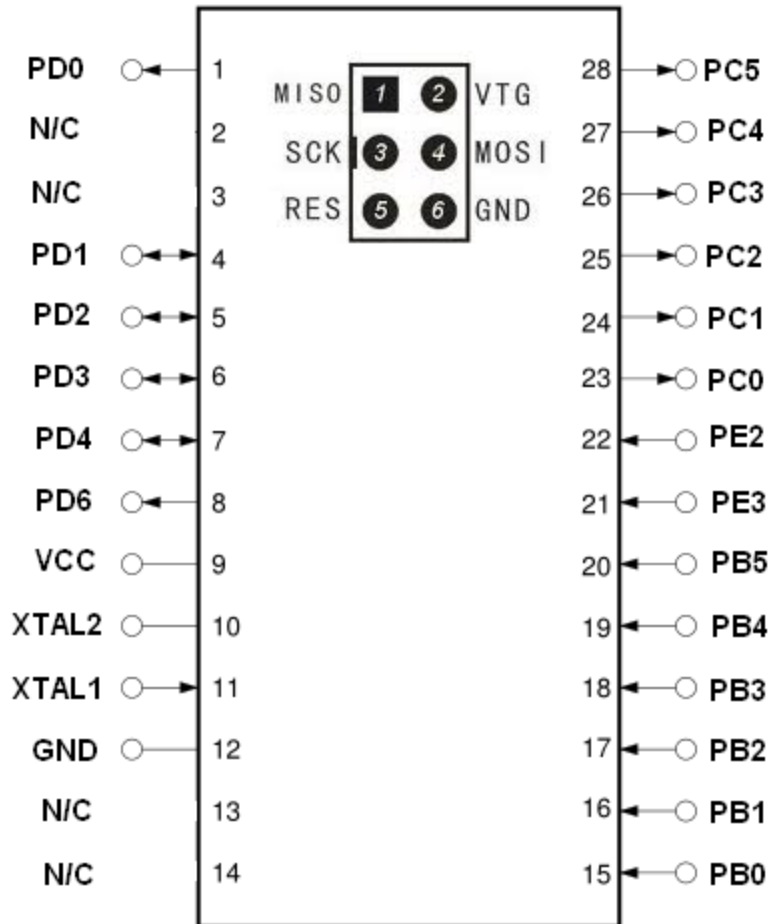 PD0 1 MISO 1 2 VTG 28 PC5
N/C 2 SCK 3 4 MOSI 27 PC4
N/C 3 RES 5 6 GND 26 PC3
PD1 4 25 PC2
PD2 5 24 PC1
PD3 6 23 PC0
PD4 7 22 PE2
PD6 8 21 PE3
VCC 9 20 PB5
XTAL2 10 19 PB4
XTAL1 11 18 PB3
GND 12 17 PB2
N/C 13 16 PB1
N/C 14 15 PB0